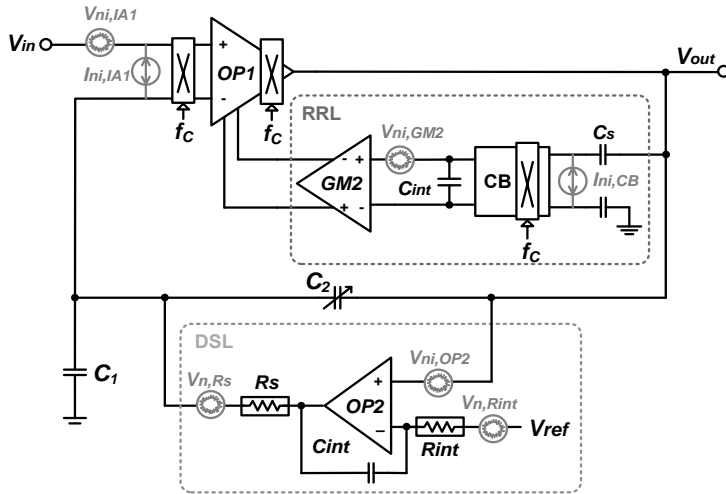 Vni,IA1
Vin
Ini,IA1
+
-
OP1
Vout
fC
fC
RRL
Vni,GM2
Cs
-
+
GM2
+
-
Cint
CB
Ini,CB
fC
C2
C1
DSL
Vn,Rs
Rs
Vni,OP2
+
OP2
–
Vn,Rint
Vref
Cint
Rint